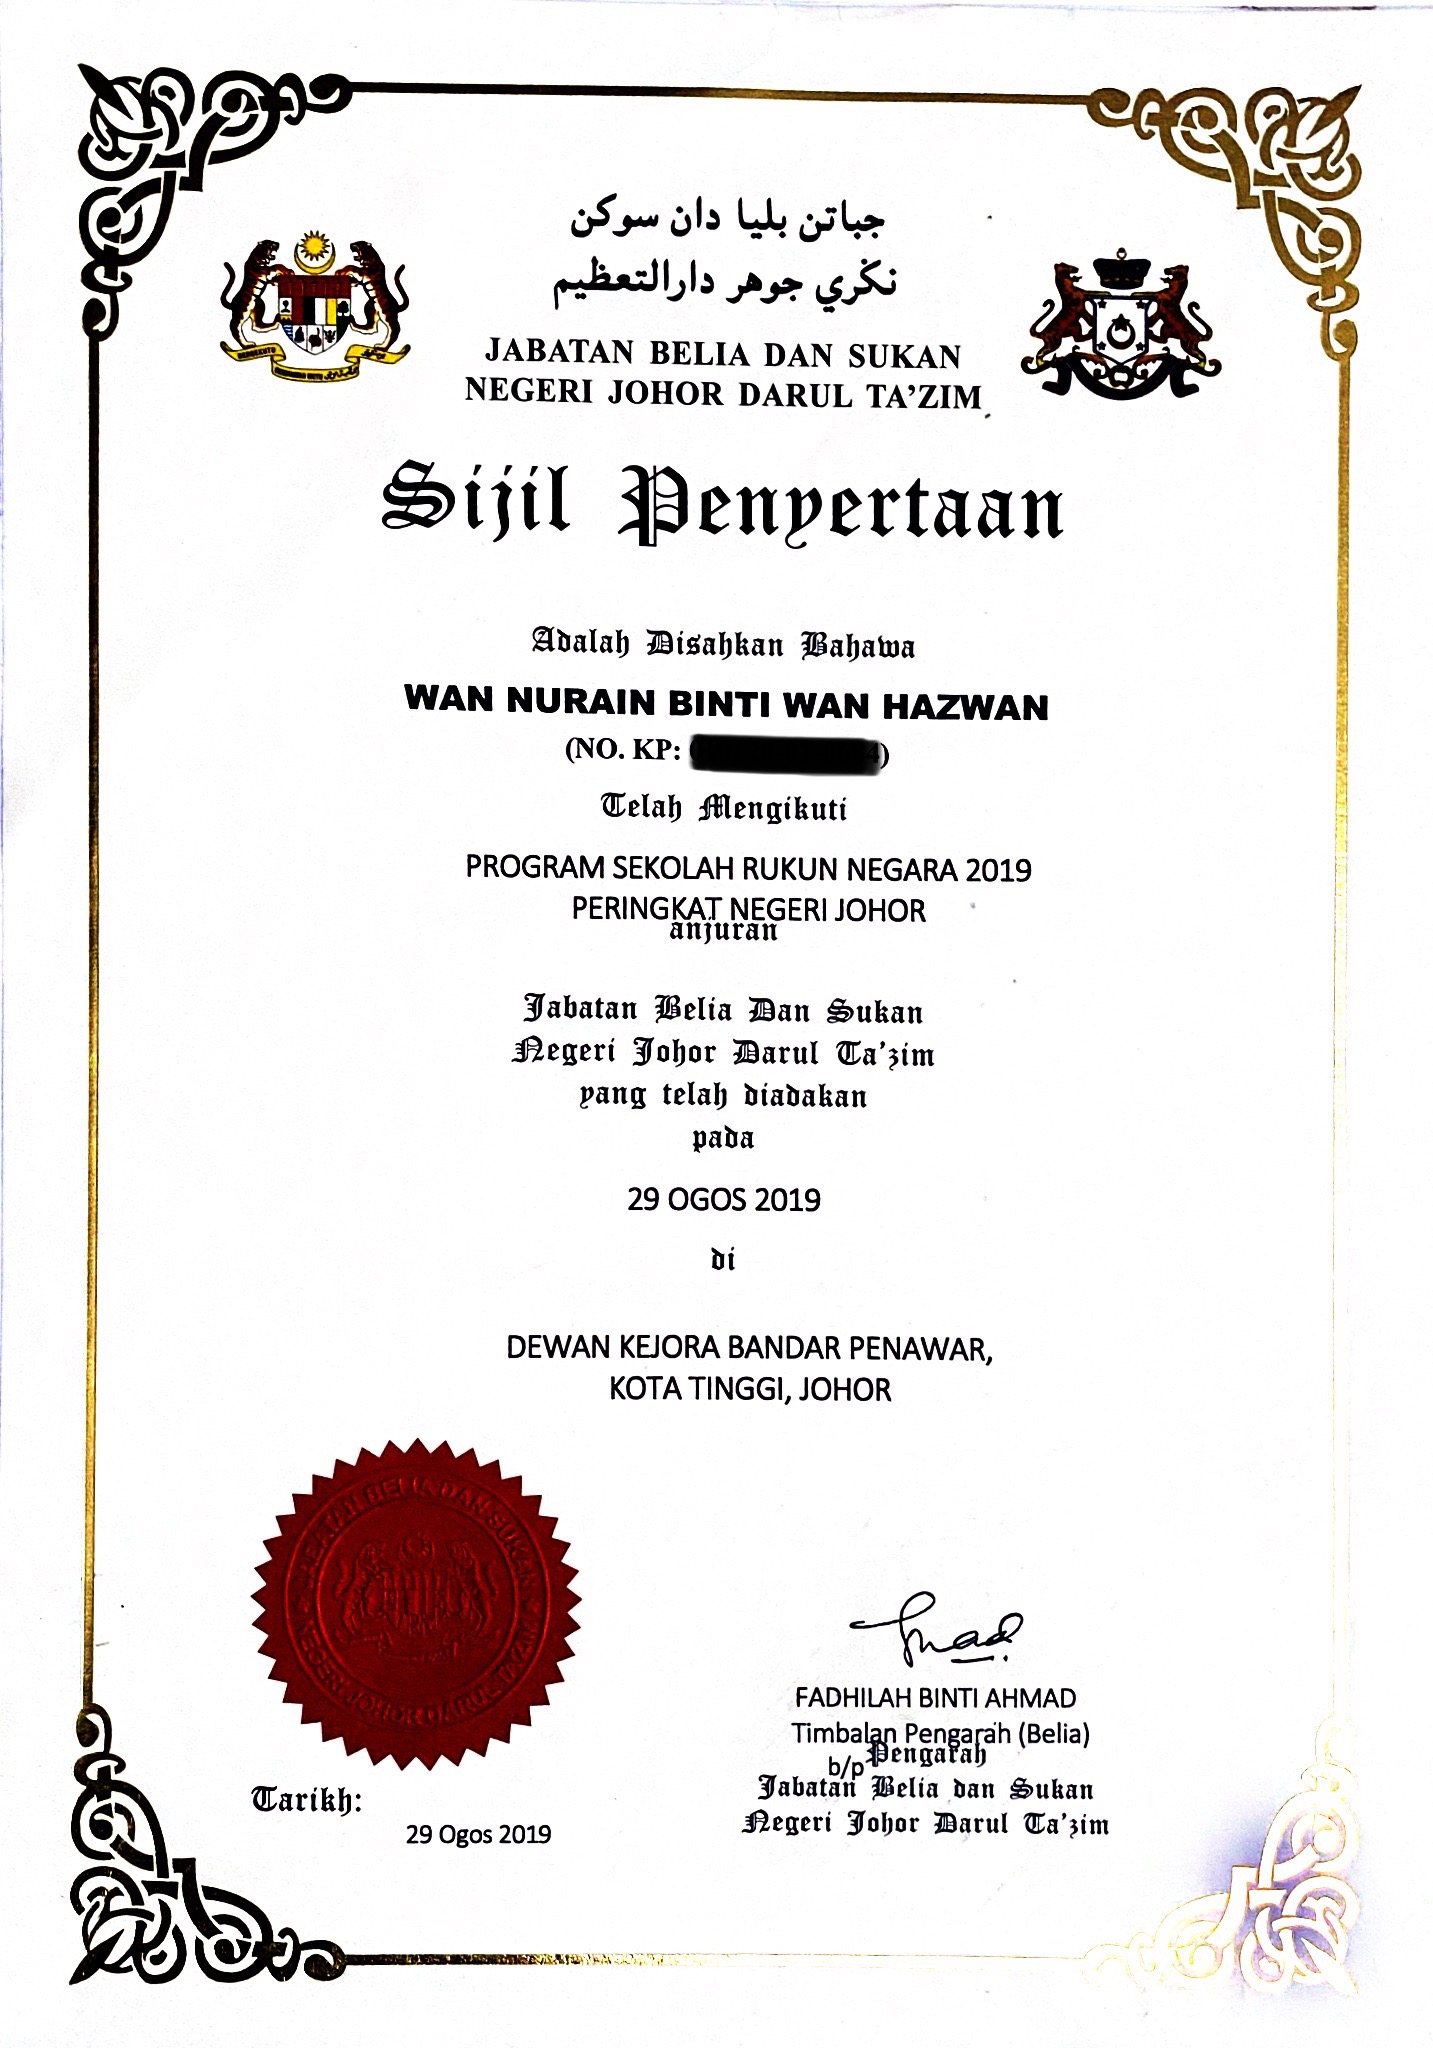 جباتن بليا دان سوكن
نݢري جوهر دارالتعظيم
JABATAN BELIA DAN SUKAN
NEGERI JOHOR DARUL TA'ZIM
Sijil Penyertaan
Adalah Disahkan Bahawa
WAN NURAIN BINTI WAN HAZWAN
(NO. KP: 4)
Telah Mengikuti
PROGRAM SEKOLAH RUKUN NEGARA 2019
PERINGKAT NEGERI JOHOR
anjuran
Jabatan Belia Dan Sukan
Negeri Johor Darul Ta'zim
yang telah diadakan
pada
29 OGOS 2019
di
DEWAN KEJORA BANDAR PENAWAR,
KOTA TINGGI, JOHOR
JABATAN BELIA DAN SUKAN
NEGERI JOHOR DARUL TA'ZIM
FADHILAH BINTI AHMAD
Timbalan Pengarah (Belia)
b/p Pengarah
Jabatan Belia dan Sukan
Negeri Johor Darul Ta'zim
Tarikh:
29 Ogos 2019